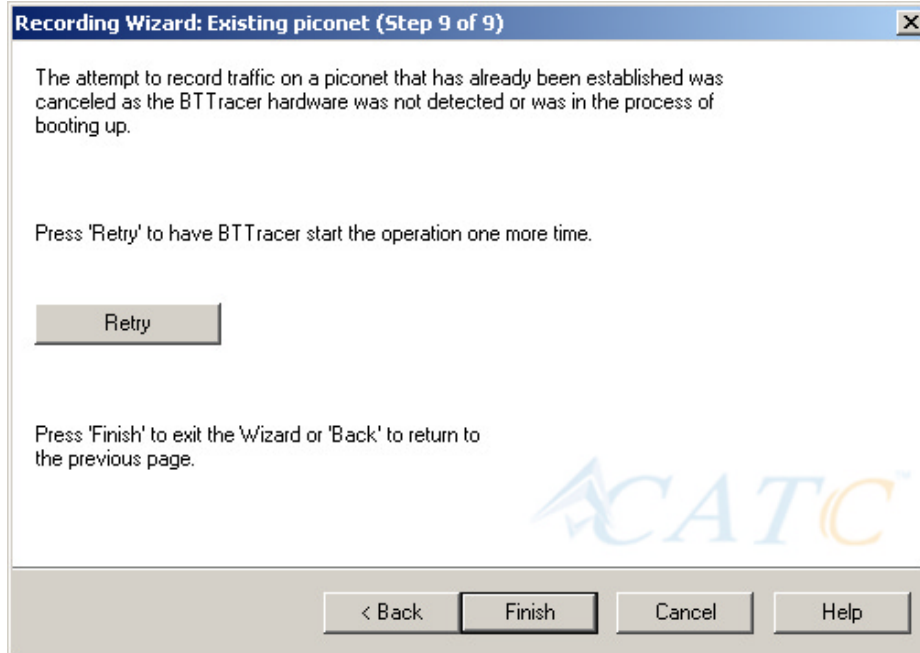 Recording Wizard: Existing piconet (Step 9 of 9)
The attempt to record traffic on a piconet that has already been established was
canceled as the BTTracer hardware was not detected or was in the process of
booting up.
Press 'Retry' to have BTTracer start the operation one more time.
Retry
Press 'Finish' to exit the Wizard or 'Back' to return to
the previous page.
CATC™
< Back Finish Cancel Help